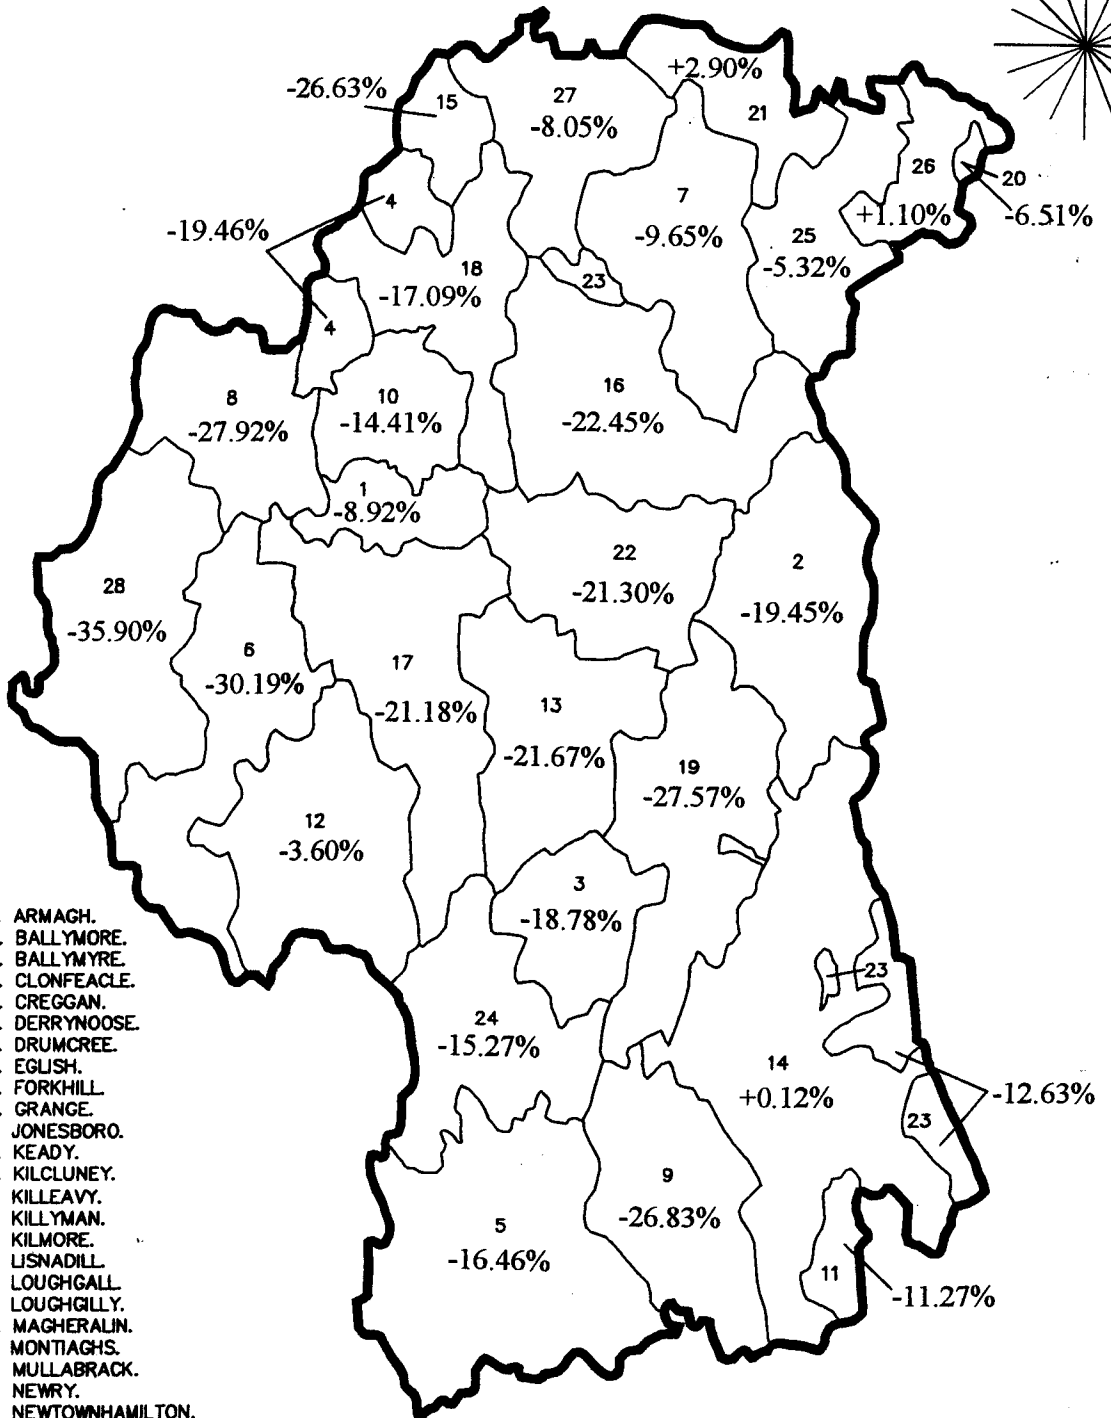 +2.90%
-26.63%
15
27
-8.05%
21
26
20
4
7
+1.10%
-6.51%
-19.46%
-9.65%
25
-5.32%
18
-17.09%
23
4
8
-27.92%
10
-14.41%
16
-22.45%
1
-8.92%
22
-21.30%
2
-19.45%
28
-35.90%
6
-30.19%
17
-21.18%
13
-21.67%
19
-27.57%
12
-3.60%
3
-18.78%
23
24
-15.27%
14
+0.12%
-12.63%
23
9
-26.83%
5
-16.46%
11
-11.27%
ARMAGH.
BALLYMORE.
BALLYMYRE.
CLONFEACLE.
CREGGAN.
DERRYNOOSE.
DRUMCREE.
EGLISH.
FORKHILL.
GRANGE.
JONESBORO.
KEADY.
KILCLUNEY.
KILLEAVY.
KILLYMAN.
KILMORE.
LISNADILL.
LOUGHGALL.
LOUGHGILLY.
MAGHERALIN.
MONTIAGHS.
MULLABRACK.
NEWRY.
NEWTOWNHAMILTON.